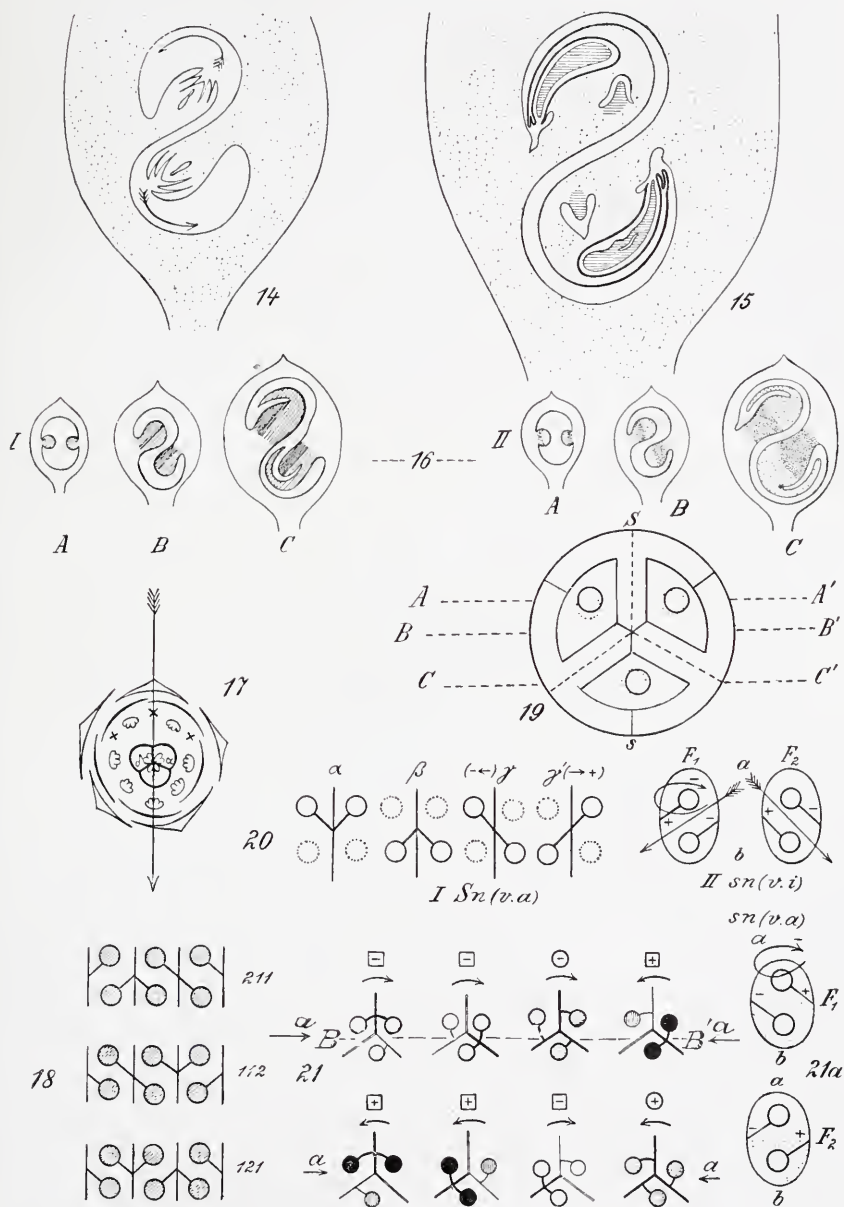 14
15
I
A
B
C
16
II
A
B
C
17
S
A
A'
B
B'
C
C'
19
s
20
α
β
(-←) γ
γ' (→+)
I Sn (v.a)
F₁
a
F₂
-
+
-
-
+
b
II sn (v.i)
sn (v.a)
18
211
112
121
a
B
21
-
-
-
+
B'
a
a
-
-
+
F₁
b
21a
a
+
+
-
+
a
a
+
F₂
b